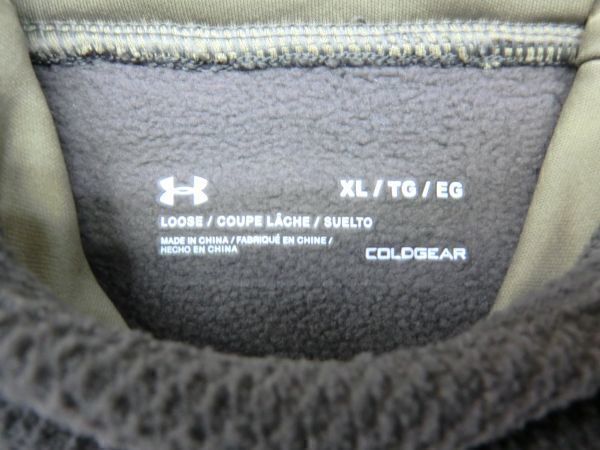 XL / TG / EG
LOOSE / COUPE LÂCHE / SUELTO
MADE IN CHINA / FABRIQUÉ EN CHINE /
HECHO EN CHINA
COLDGEAR